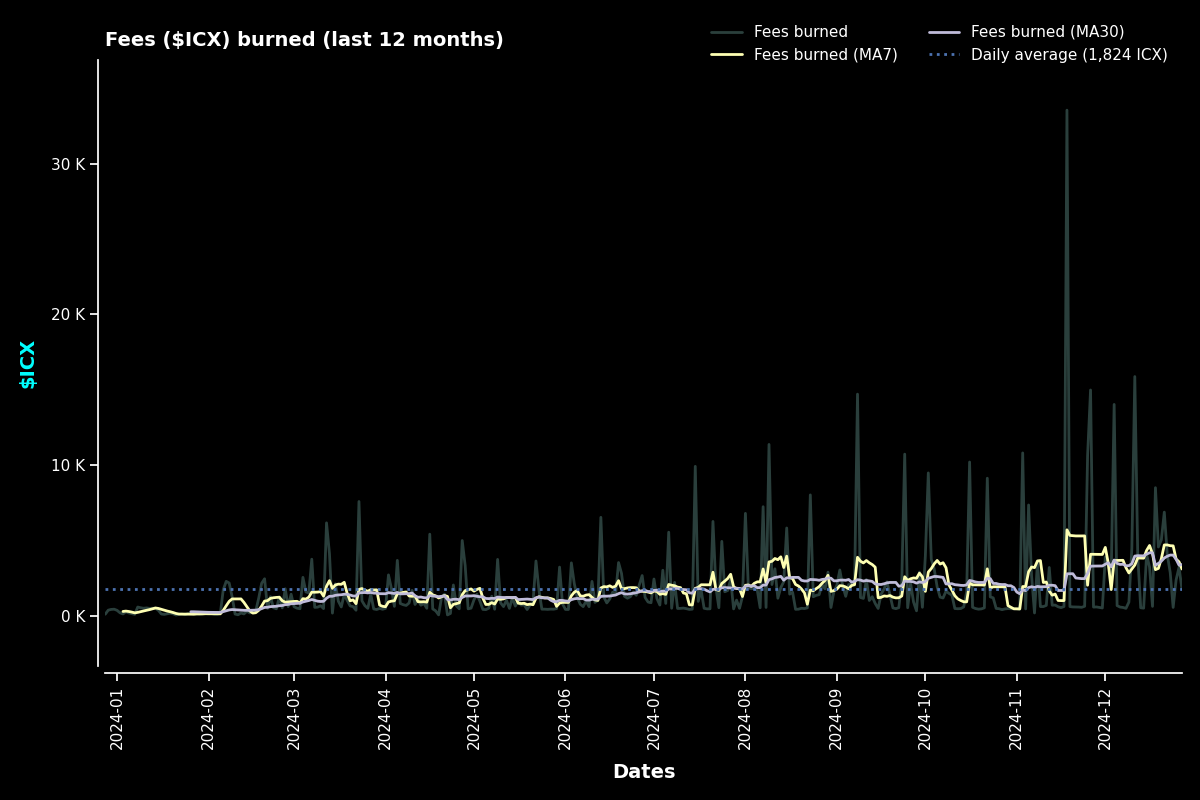 Fees ($ICX) burned (last 12 months)
Fees burned
Fees burned (MA7)
Fees burned (MA30)
Daily average (1,824 ICX)
$ICX
30 K
20 K
10 K
0 K
2024-01
2024-02
2024-03
2024-04
2024-05
2024-06
2024-07
2024-08
2024-09
2024-10
2024-11
2024-12
Dates